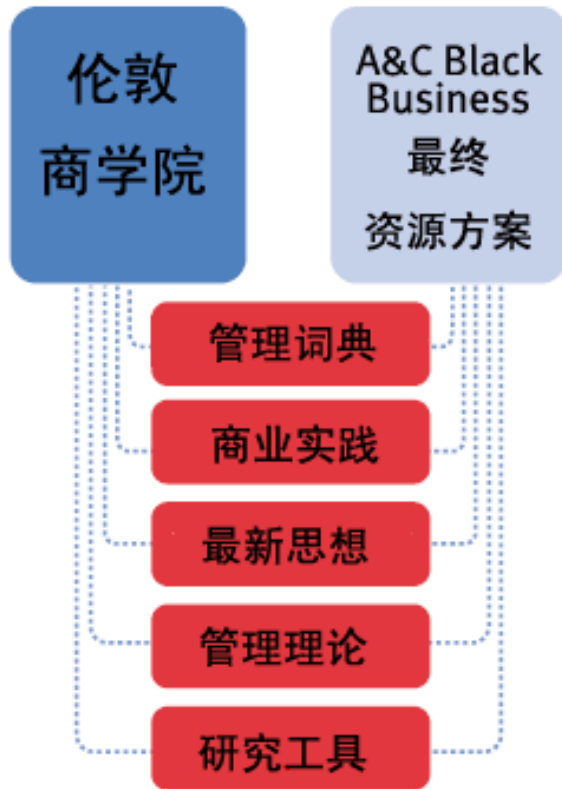 伦敦
商学院
A&C Black
Business
最终
资源方案
管理词典
商业实践
最新思想
管理理论
研究工具